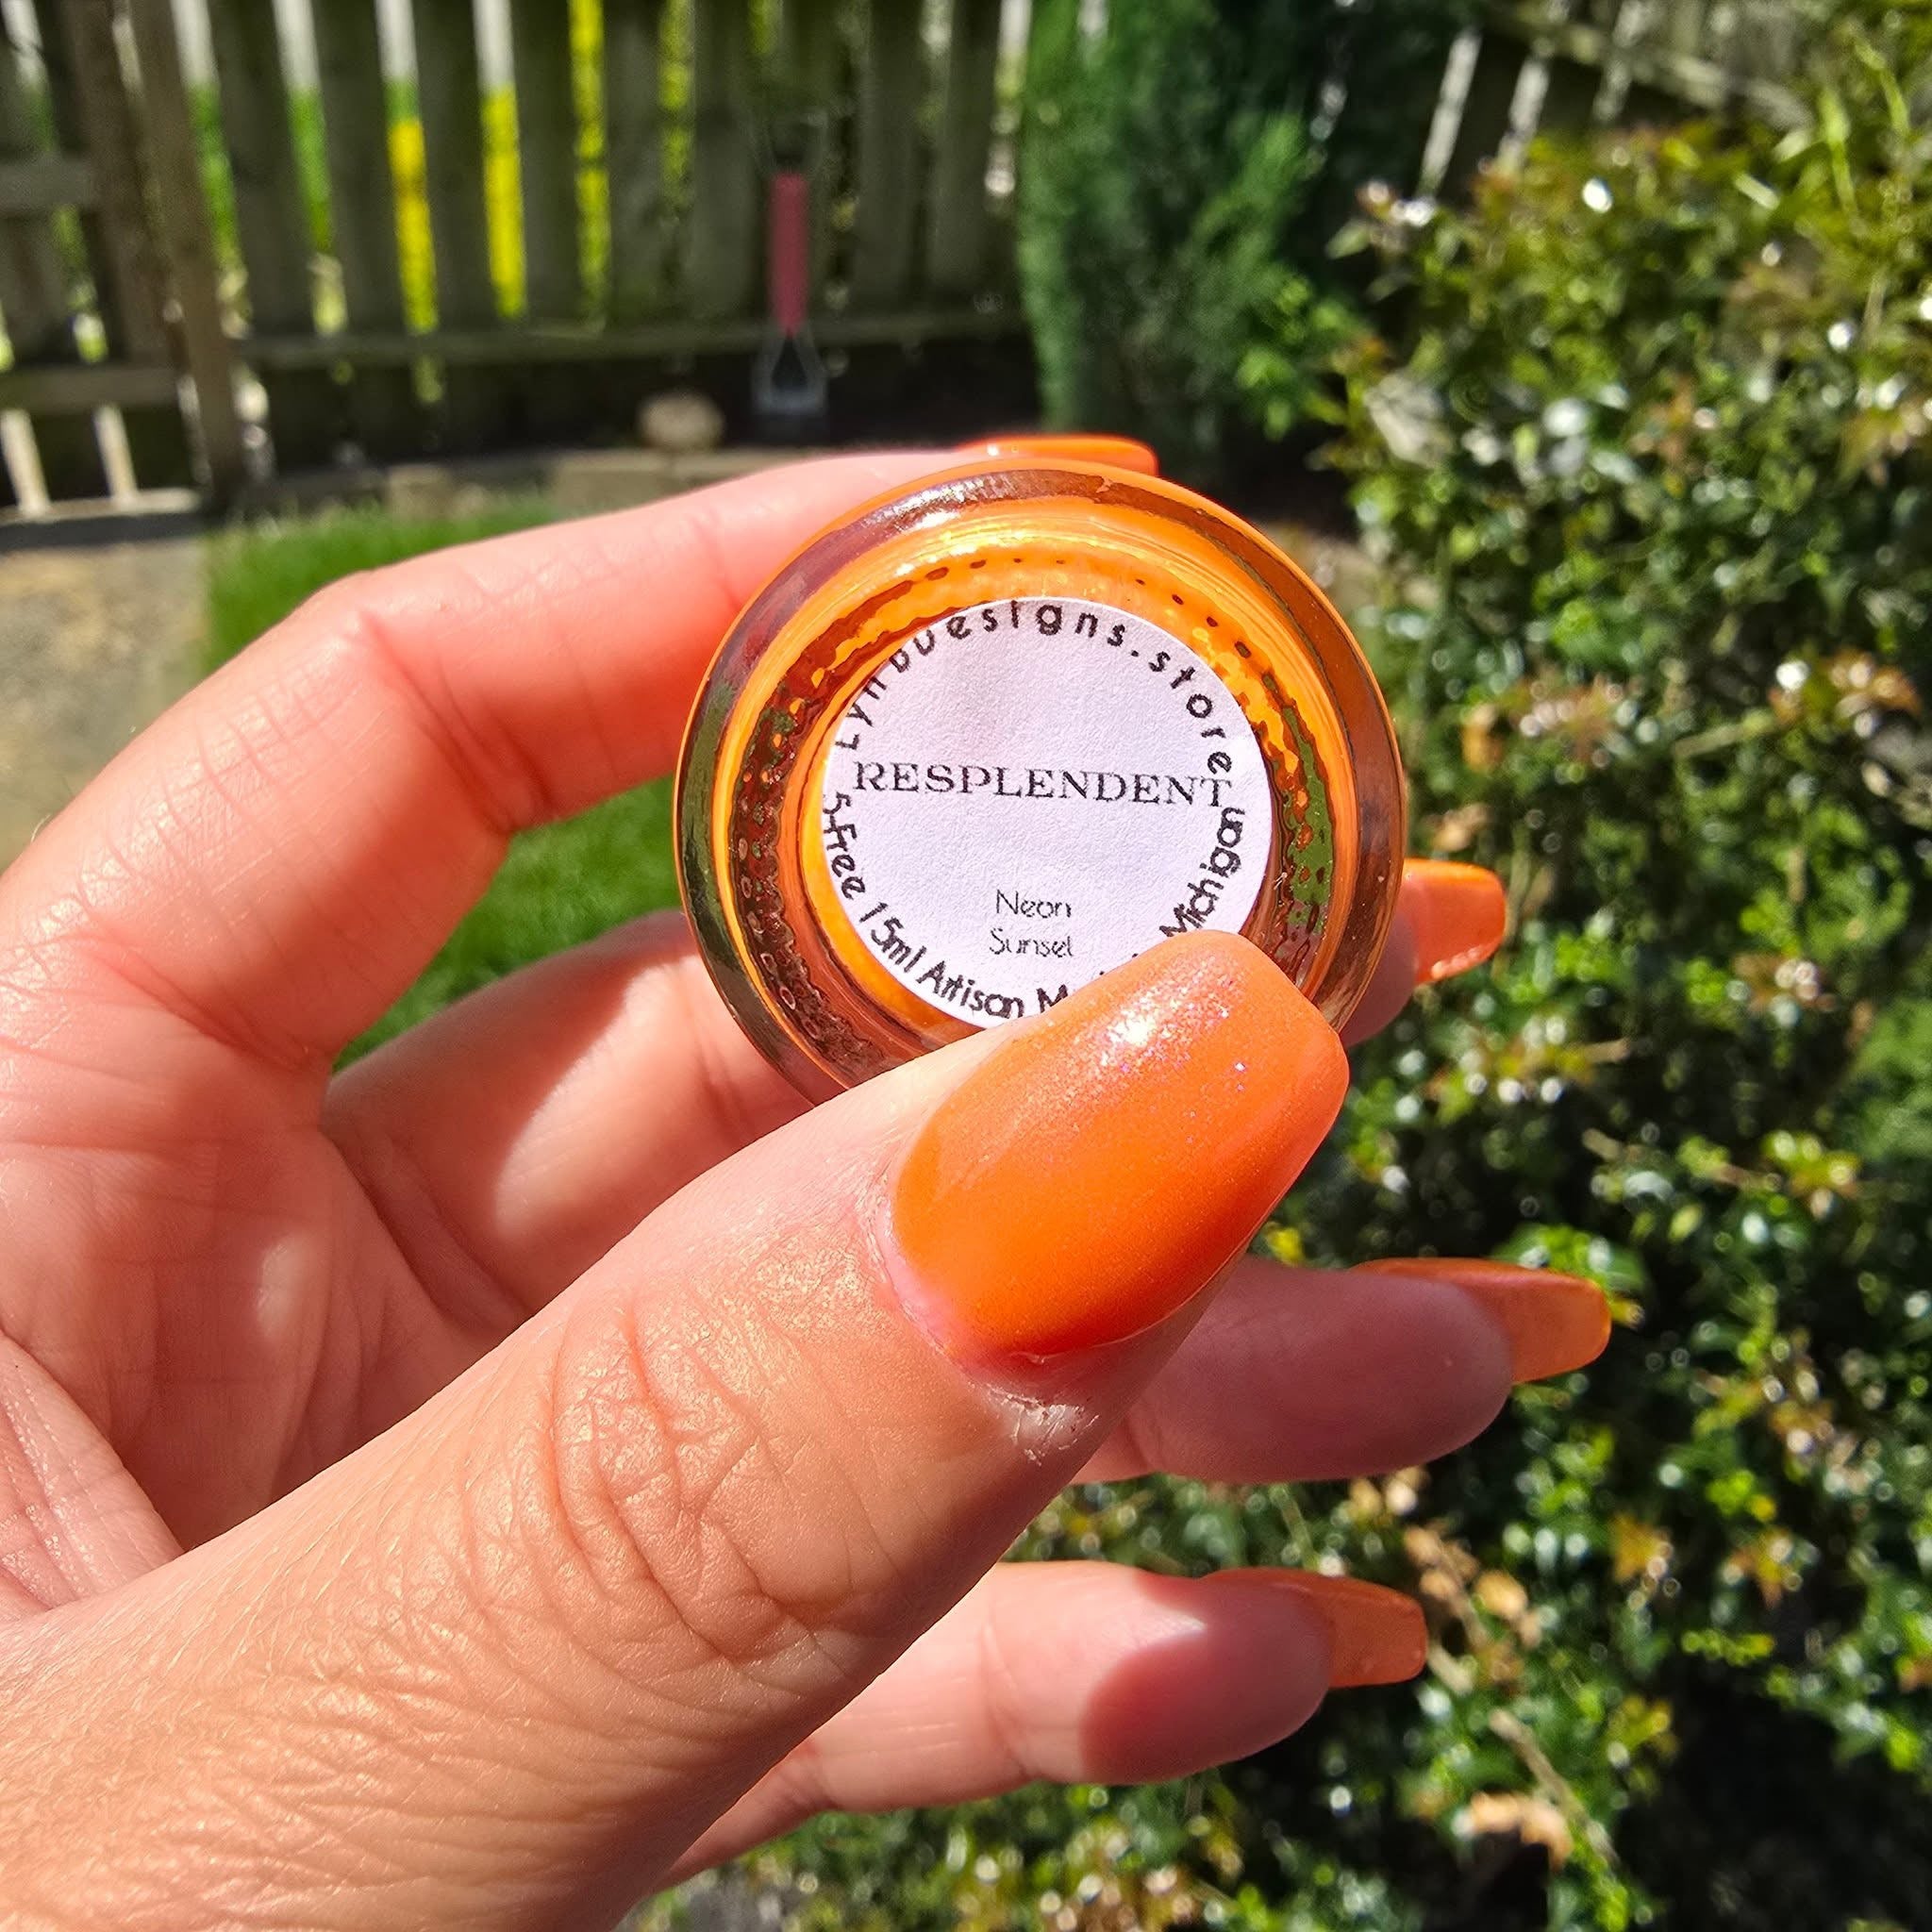 LynBDesigns.store
RESPLENDENT
Neon
Sunset
5-Free 15ml Artisan M
Michigan